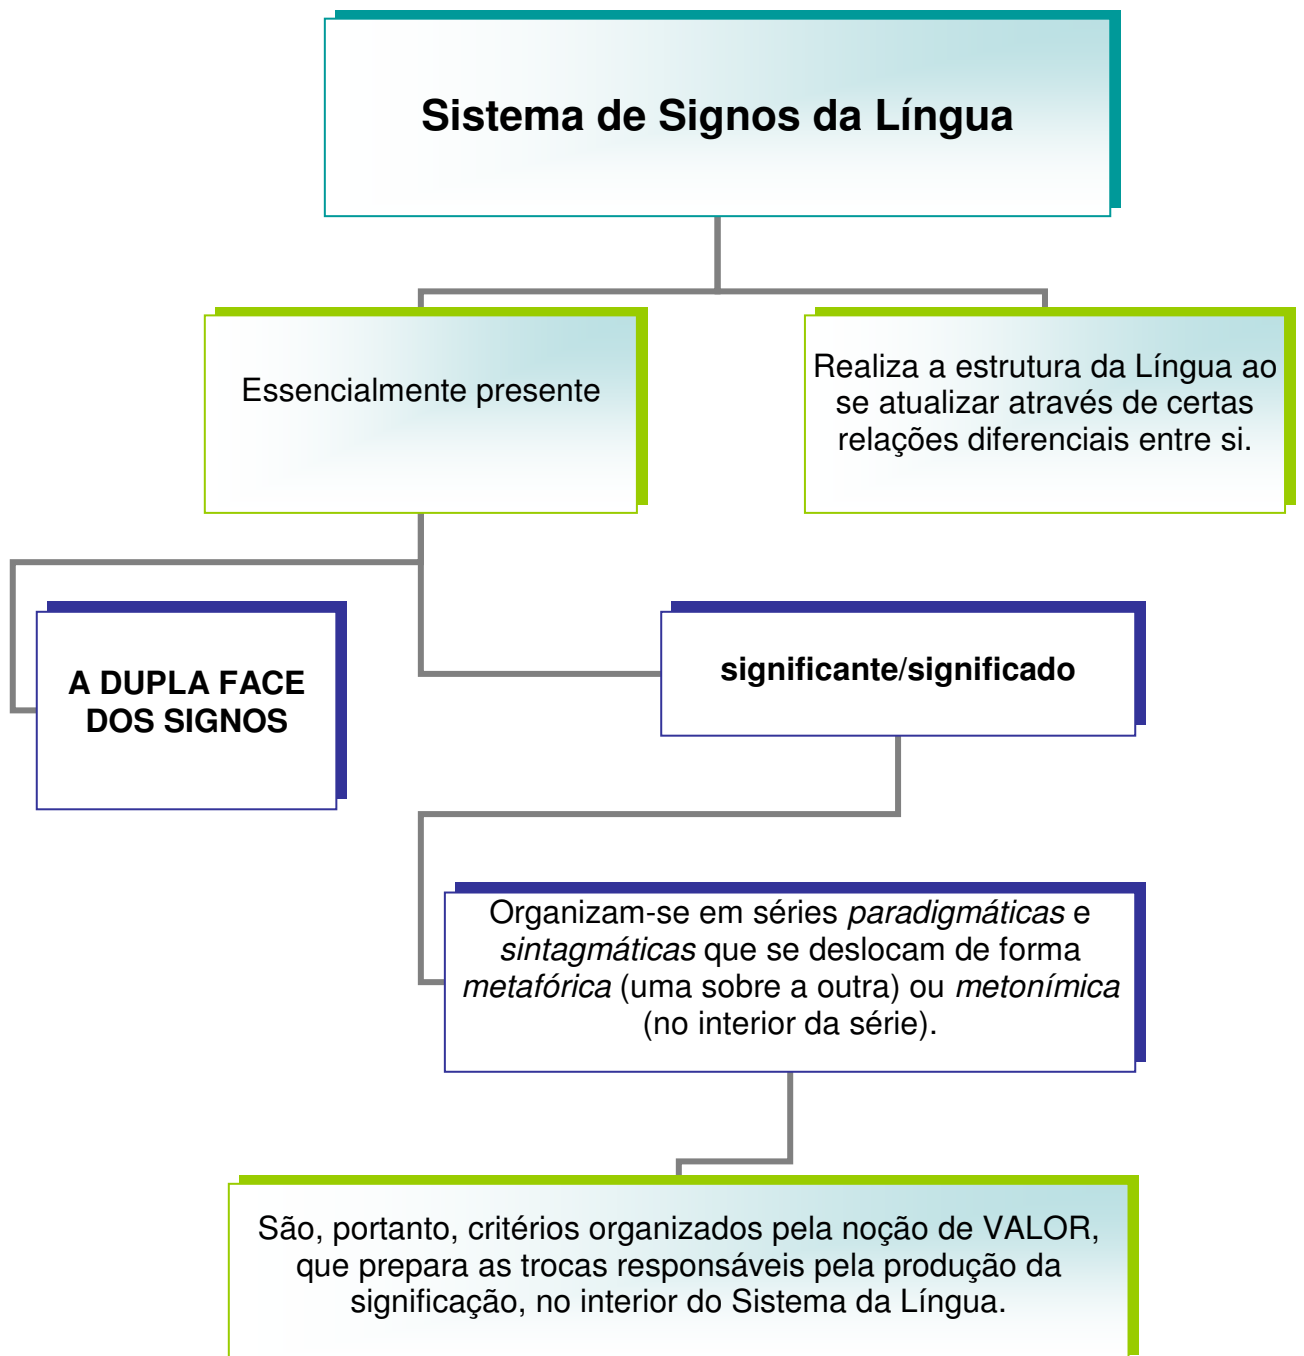 Sistema de Signos da Língua
Essencialmente presente
Realiza a estrutura da Língua ao
se atualizar através de certas
relações diferenciais entre si.
A DUPLA FACE
DOS SIGNOS
significante/significado
Organizam-se em séries paradigmáticas e
sintagmáticas que se deslocam de forma
metafórica (uma sobre a outra) ou metonímica
(no interior da série).
São, portanto, critérios organizados pela noção de VALOR,
que prepara as trocas responsáveis pela produção da
significação, no interior do Sistema da Língua.